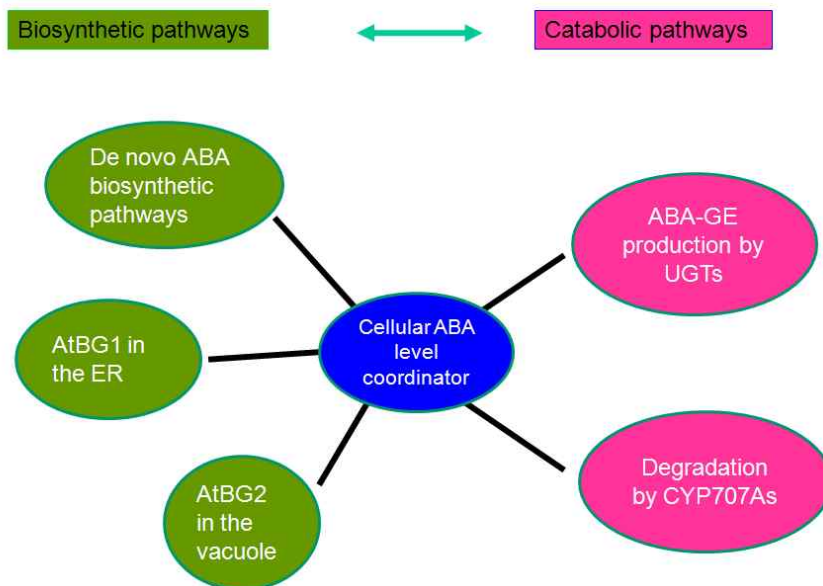 Biosynthetic pathways
Catabolic pathways
De novo ABA
biosynthetic
pathways
ABA-GE
production by
UGTs
Cellular ABA
level
coordinator
AtBG1 in
the ER
Degradation
by CYP707As
AtBG2
in the
vacuole